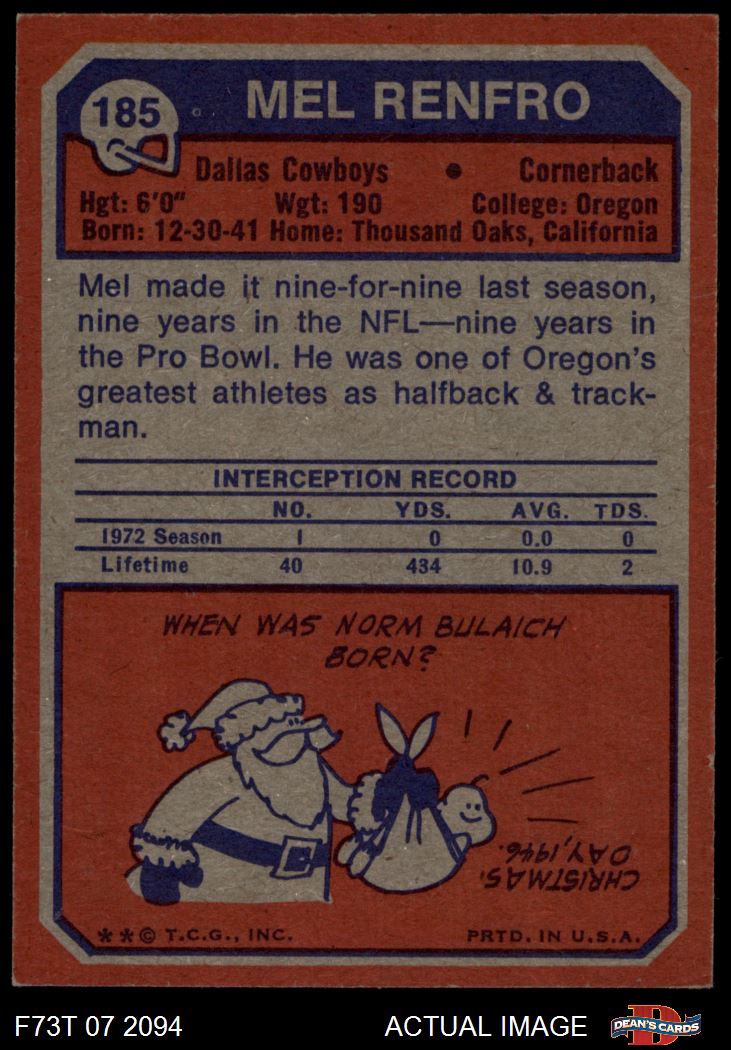 185
MEL RENFRO
Dallas Cowboys • Cornerback
Hgt: 6'0" Wgt: 190 College: Oregon
Born: 12-30-41 Home: Thousand Oaks, California
Mel made it nine-for-nine last season,
nine years in the NFL—nine years in
the Pro Bowl. He was one of Oregon's
greatest athletes as halfback & track-
man.
INTERCEPTION RECORD
NO. YDS. AVG. TDS.
1972 Season 1 0 0.0 0
Lifetime 40 434 10.9 2
WHEN WAS NORM BULAICH
BORN?
CHRISTMAS
DAY, 1946.
**© T.C.G., INC. PRTD. IN U.S.A.
F73T 07 2094 ACTUAL IMAGE
D
DEAN'S CARDS